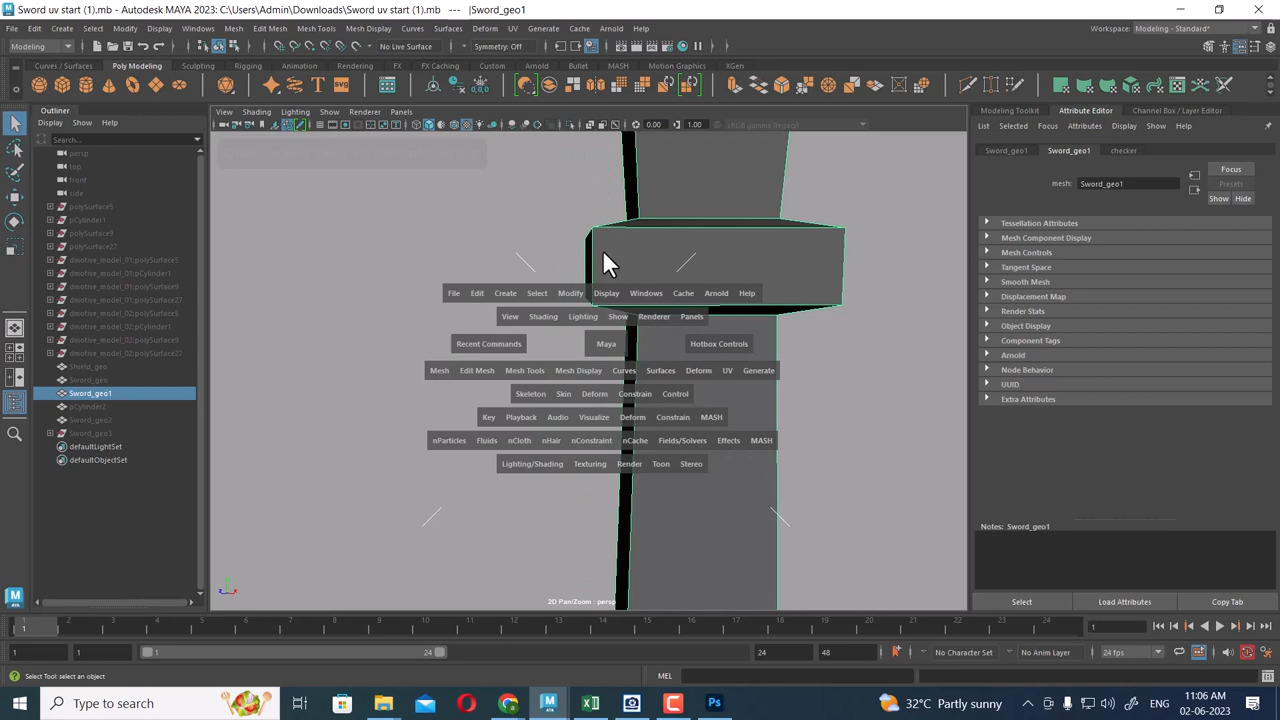 Autodesk MAYA 2023: C:\Users\Admin\Downloads\Sword uv start (1).mb --- |Sword_geo1
File Edit Create Select Modify Display Windows Mesh Edit Mesh Mesh Tools Mesh Display Curves Surfaces Deform UV Generate Cache Arnold Help
Workspace: Modeling - Standard*
Modeling
No Live Surface
Symmetry: Off
Curves / Surfaces Poly Modeling Sculpting Rigging Animation Rendering FX FX Caching Custom Arnold Bullet MASH Motion Graphics XGen
Outliner
Display Show Help
Search...
persp
top
front
side
polySurface5
pCylinder1
polySurface9
polySurface27
dmotive_model_01:polySurface5
dmotive_model_01:pCylinder1
dmotive_model_01:polySurface9
dmotive_model_01:polySurface27
dmotive_model_02:polySurface5
dmotive_model_02:pCylinder1
dmotive_model_02:polySurface9
dmotive_model_02:polySurface27
Shield_geo
Sword_geo
Sword_geo1
pCylinder2
Sword_geo2
Sword_geo3
defaultLightSet
defaultObjectSet
View Shading Lighting Show Renderer Panels
0.00
1.00
sRGB gamma (legacy)
File Edit Create Select Modify Display Windows Cache Arnold Help
View Shading Lighting Show Renderer Panels
Recent Commands Maya Hotbox Controls
Mesh Edit Mesh Mesh Tools Mesh Display Curves Surfaces Deform UV Generate
Skeleton Skin Deform Constrain Control
Key Playback Audio Visualize Deform Constrain MASH
nParticles Fluids nCloth nHair nConstraint nCache Fields/Solvers Effects MASH
Lighting/Shading Texturing Render Toon Stereo
2D Pan/Zoom : persp
Modeling Toolkit Attribute Editor Channel Box / Layer Editor
List Selected Focus Attributes Display Show Help
Sword_geo1 Sword_geo1 checker
mesh: Sword_geo1
Focus
Presets
Show Hide
Tessellation Attributes
Mesh Component Display
Mesh Controls
Tangent Space
Smooth Mesh
Displacement Map
Render Stats
Object Display
Component Tags
Arnold
Node Behavior
UUID
Extra Attributes
Notes: Sword_geo1
Select Load Attributes Copy Tab
1 2 3 4 5 6 7 8 9 10 11 12 13 14 15 16 17 18 19 20 21 22 23 24
1
1
1 1 1 24 24 48 No Character Set No Anim Layer 24 fps
Select Tool: select an object
MEL
Type here to search
32°C Partly sunny
ENG
11:06 AM
02-06-2023